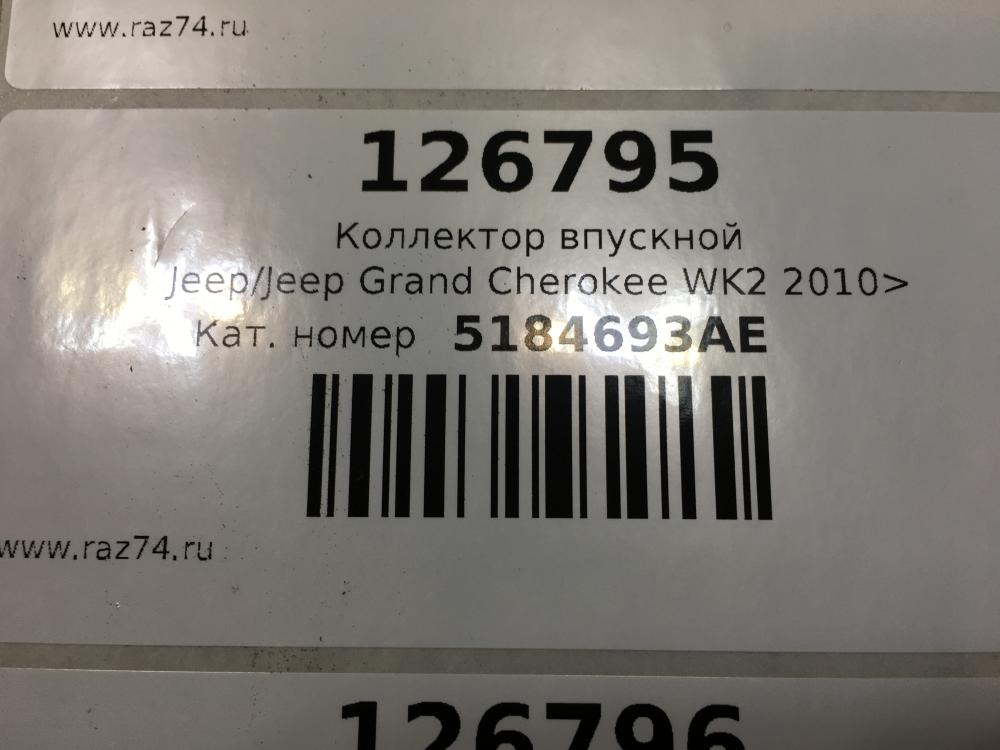 www.raz74.ru
126795
Коллектор впускной
Jeep/Jeep Grand Cherokee WK2 2010>
Кат. номер 5184693AE
www.raz74.ru
126796